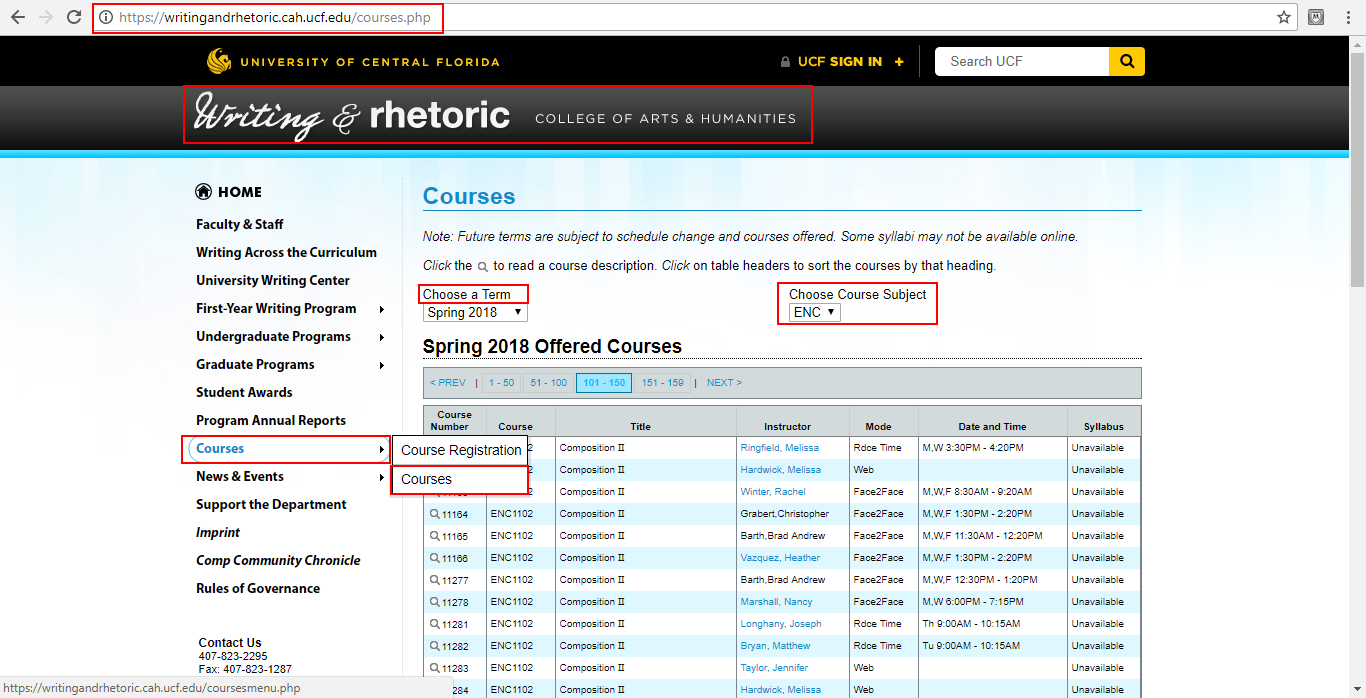 https://writingandrhetoric.cah.ucf.edu/courses.php
UNIVERSITY OF CENTRAL FLORIDA
UCF SIGN IN +
Search UCF
Writing & rhetoric COLLEGE OF ARTS & HUMANITIES
HOME
Faculty & Staff
Writing Across the Curriculum
University Writing Center
First-Year Writing Program
Undergraduate Programs
Graduate Programs
Student Awards
Program Annual Reports
Courses
Course Registration
Courses
News & Events
Support the Department
Imprint
Comp Community Chronicle
Rules of Governance
Contact Us
407-823-2295
Fax: 407-823-1287
Courses
Note: Future terms are subject to schedule change and courses offered. Some syllabi may not be available online.
Click the to read a course description. Click on table headers to sort the courses by that heading.
Choose a Term
Spring 2018
Choose Course Subject
ENC
Spring 2018 Offered Courses
< PREV | 1 - 50 51 - 100 101 - 150 151 - 159 | NEXT >
Course Number Course Title Instructor Mode Date and Time Syllabus
2 Composition II Ringfield, Melissa Rdce Time M,W 3:30PM - 4:20PM Unavailable
2 Composition II Hardwick, Melissa Web Unavailable
2 Composition II Winter, Rachel Face2Face M,W,F 8:30AM - 9:20AM Unavailable
11164 ENC1102 Composition II Grabert,Christopher Face2Face M,W,F 1:30PM - 2:20PM Unavailable
11165 ENC1102 Composition II Barth,Brad Andrew Face2Face M,W,F 11:30AM - 12:20PM Unavailable
11166 ENC1102 Composition II Vazquez, Heather Face2Face M,W,F 1:30PM - 2:20PM Unavailable
11277 ENC1102 Composition II Barth,Brad Andrew Face2Face M,W,F 12:30PM - 1:20PM Unavailable
11278 ENC1102 Composition II Marshall, Nancy Face2Face M,W 6:00PM - 7:15PM Unavailable
11281 ENC1102 Composition II Longhany, Joseph Rdce Time Th 9:00AM - 10:15AM Unavailable
11282 ENC1102 Composition II Bryan, Matthew Rdce Time Tu 9:00AM - 10:15AM Unavailable
11283 ENC1102 Composition II Taylor, Jennifer Web Unavailable
284 ENC1102 Composition II Hardwick, Melissa Web Unavailable
https://writingandrhetoric.cah.ucf.edu/coursesmenu.php